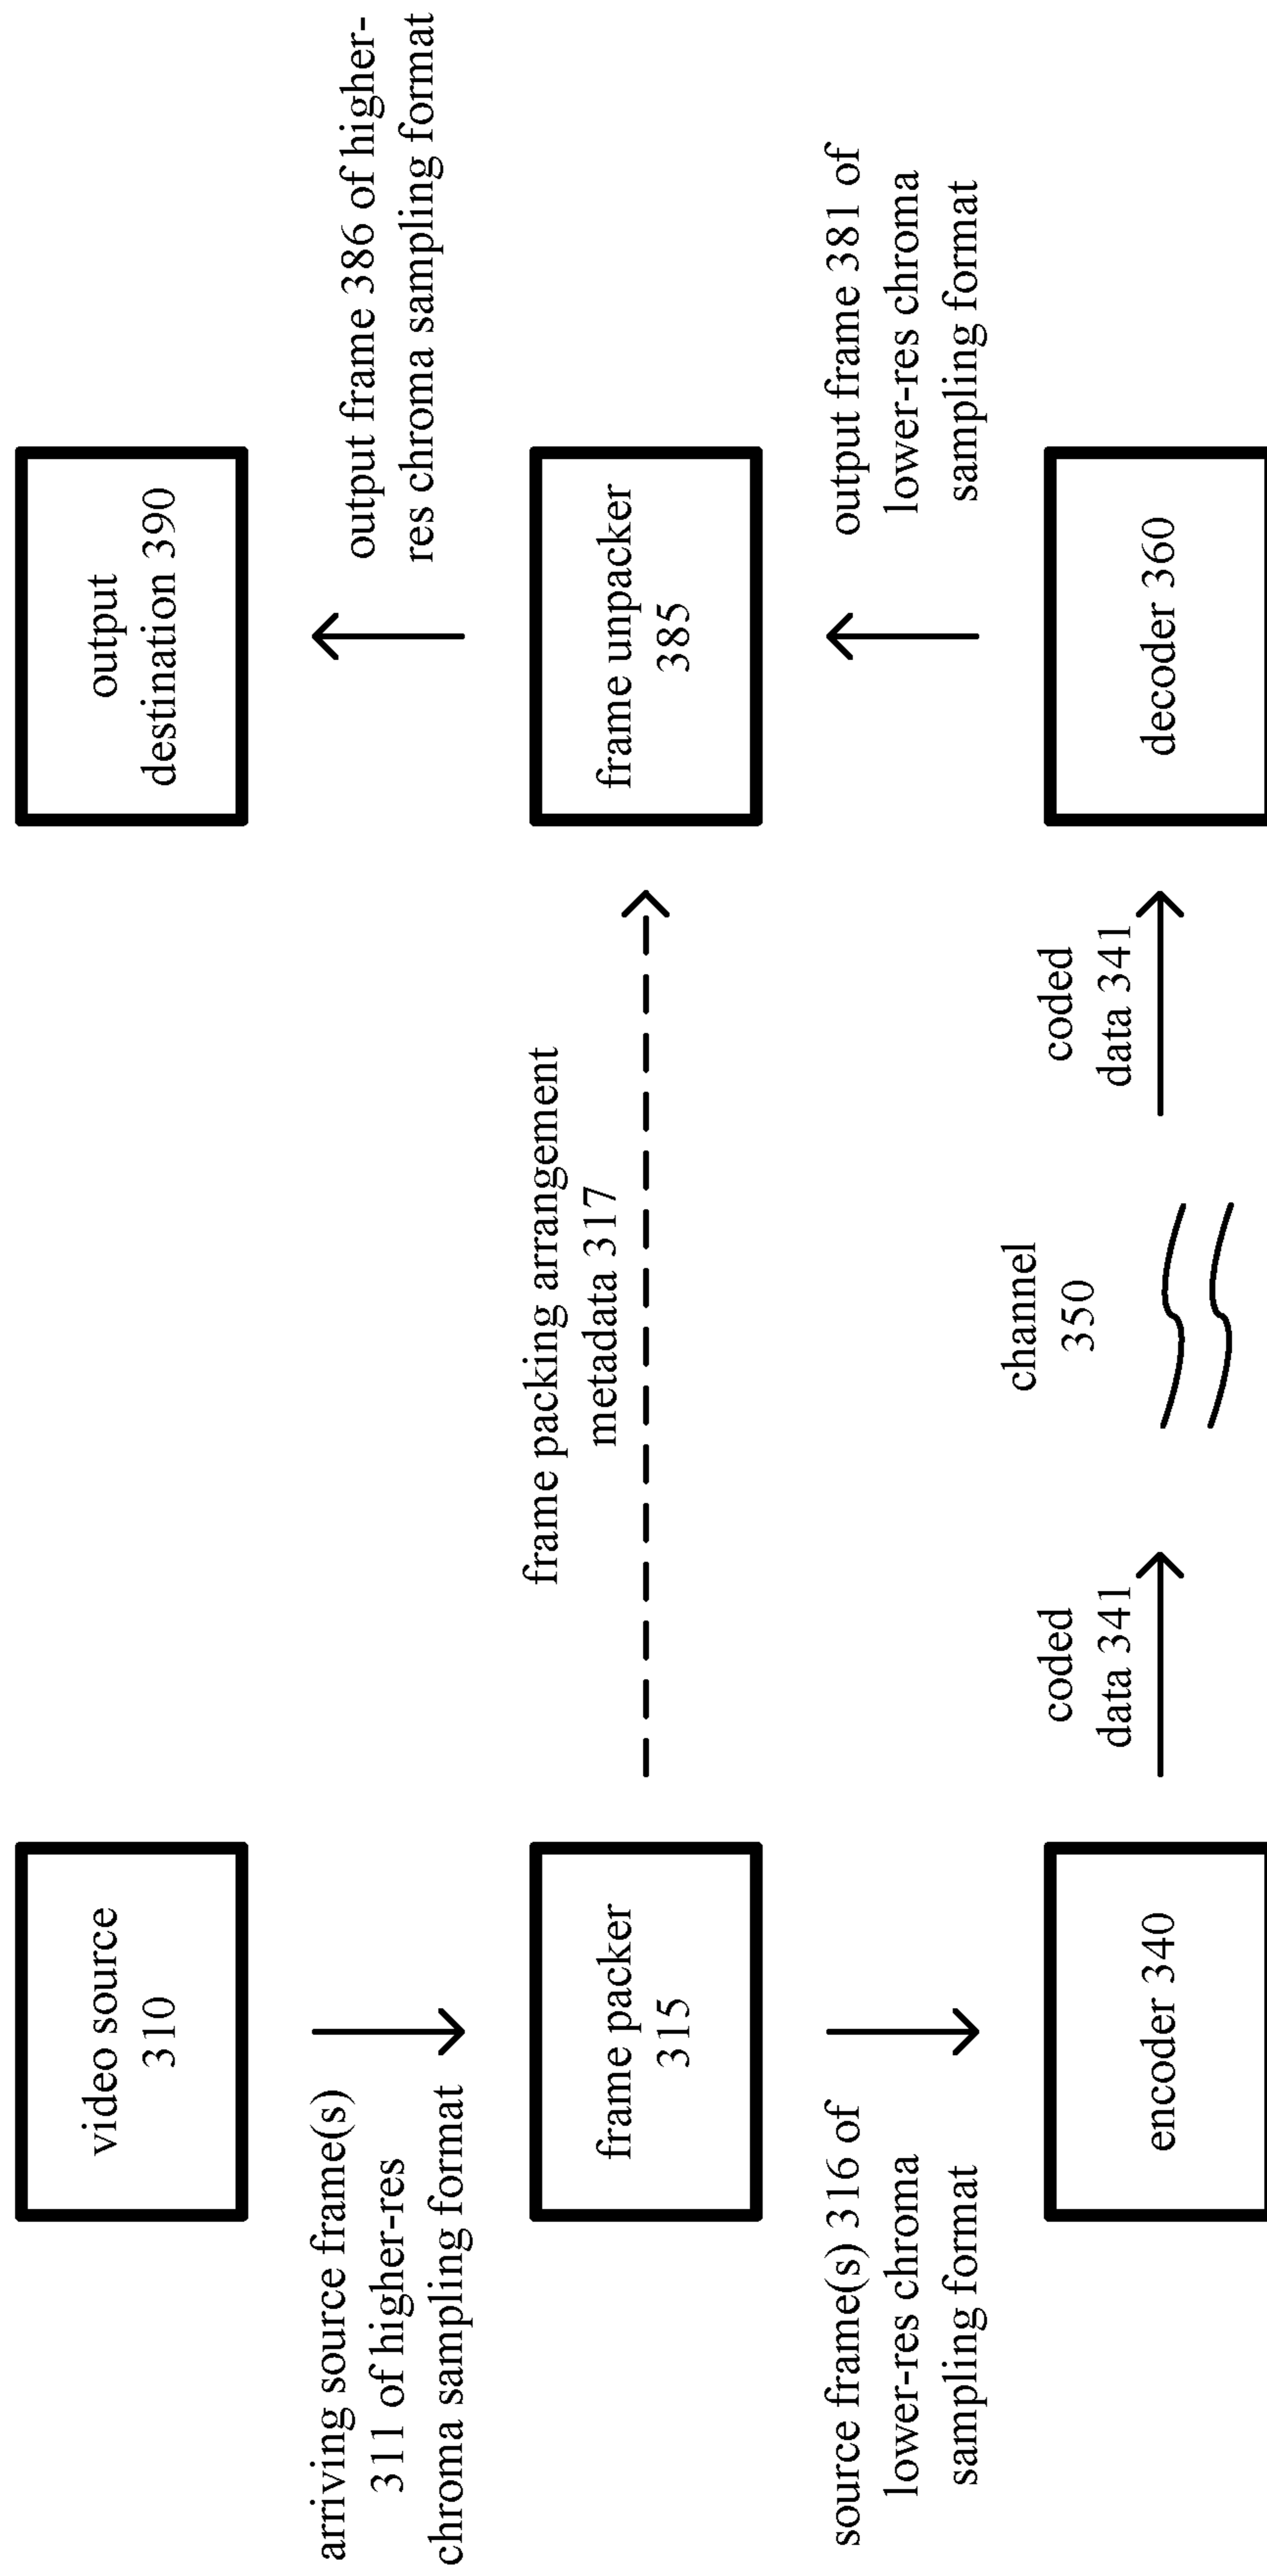 video source
310
arriving source frame(s)
311 of higher-res
chroma sampling format
frame packer
315
source frame(s) 316 of
lower-res chroma
sampling format
encoder 340
coded
data 341
channel
350
coded
data 341
frame packing arrangement
metadata 317
decoder 360
output frame 381 of
lower-res chroma
sampling format
frame unpacker
385
output frame 386 of higher-
res chroma sampling format
output
destination 390